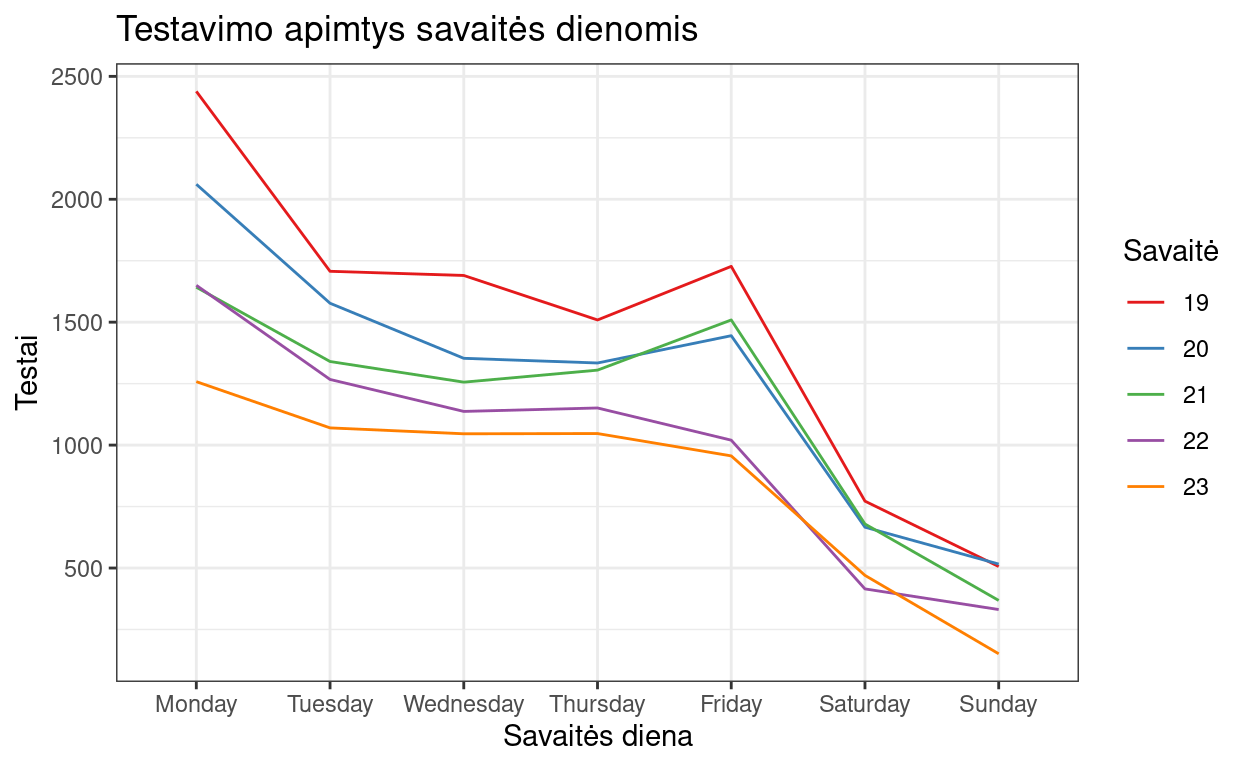 Testavimo apimtys savaitės dienomis
2500
2000
1500
1000
500
Testai
Monday Tuesday Wednesday Thursday Friday Saturday Sunday
Savaitės diena
Savaitė
19
20
21
22
23